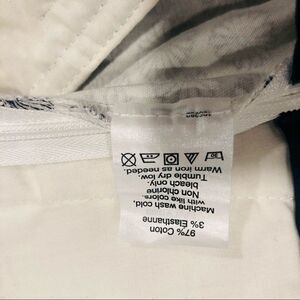 97% Cotton
3% Elasthanne
Machine wash cold,
with like colors.
Non chlorine
bleach only.
Tumble dry low.
Warm iron as needed.